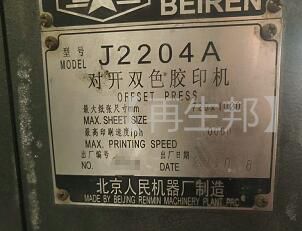 BEIREN
型号
MODEL J2204A
对开双色胶印机
OFFSET PRESS
最大纸张尺寸mm
MAX.SHEET SIZE
最高印刷速度iph
MAX. PRINTING SPEED
出厂编号 出厂日期
NO.
北京人民机器厂制造
MADE BY BEIJING RENMIN MACHINERY PLANT PRC
再生邦